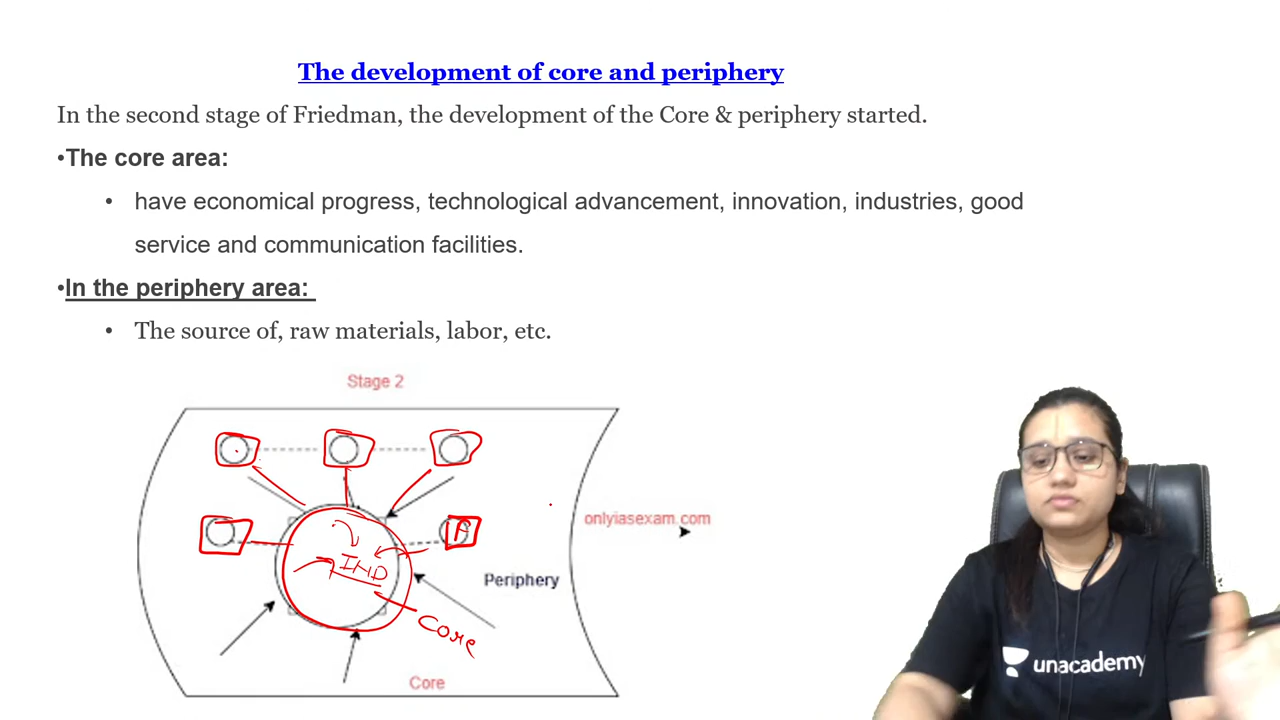 The development of core and periphery
In the second stage of Friedman, the development of the Core & periphery started.
•The core area:
• have economical progress, technological advancement, innovation, industries, good
service and communication facilities.
•In the periphery area:
• The source of, raw materials, labor, etc.
Stage 2
onlyiasexam.com
P
IHD
Periphery
Core
Core
unacademy